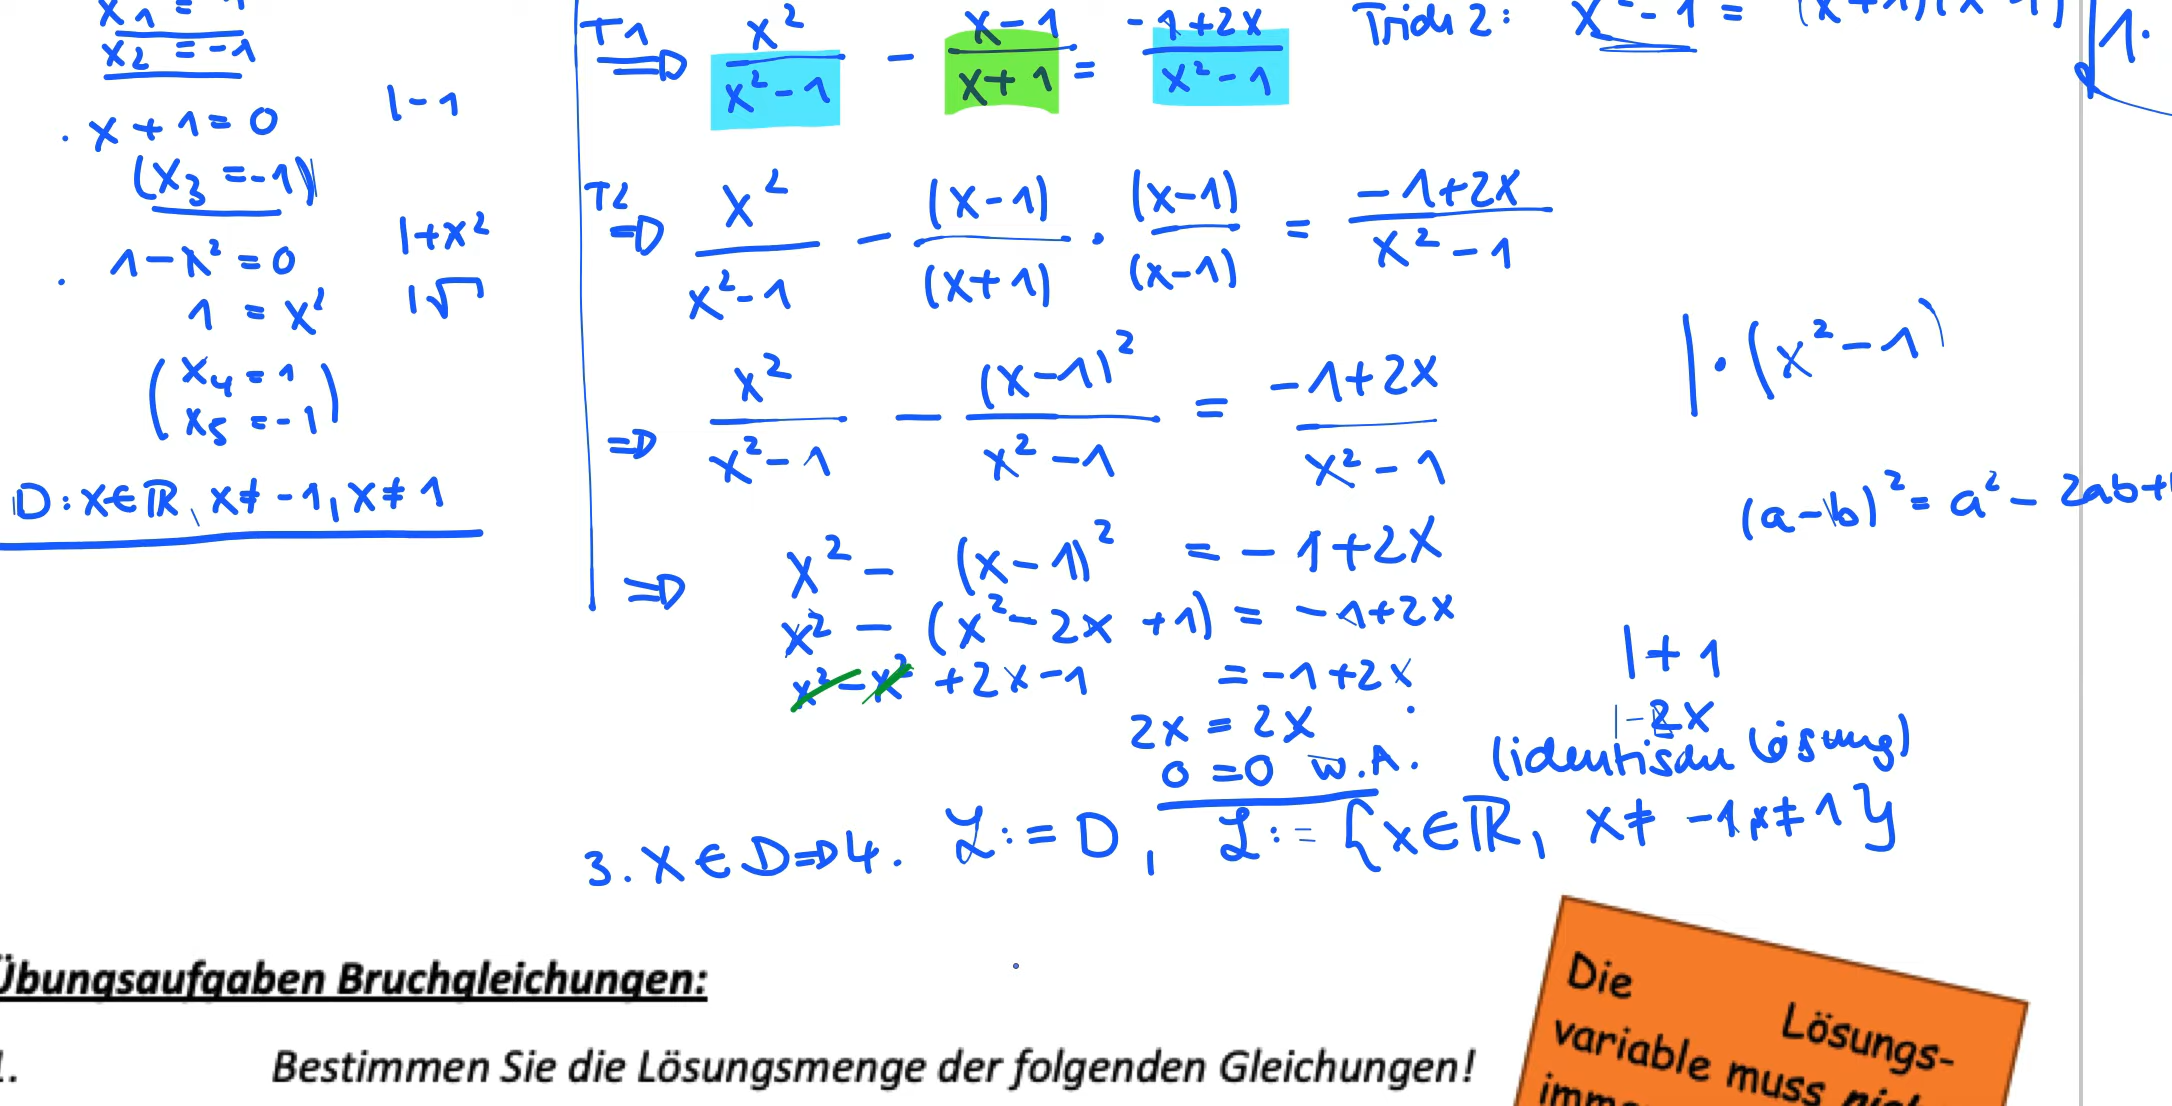 x₁ = 1
x₂ = -1
· x + 1 = 0 |-1
(x₃ = -1)
· 1 - x² = 0 |+x²
1 = x² |√
( x₄ = 1
x₅ = -1 )
D: x ∈ ℝ, x ≠ -1, x ≠ 1
T1 ⇒ x²/(x²-1) - (x-1)/(x+1) = (-1+2x)/(x²-1) Trick 2: x²-1 = (x+1)(x-1) | 1.
T2 ⇒ x²/(x²-1) - (x-1)/(x+1) · (x-1)/(x-1) = (-1+2x)/(x²-1)
⇒ x²/(x²-1) - (x-1)²/(x²-1) = (-1+2x)/(x²-1) | · (x²-1)
(a-b)² = a² - 2ab +
⇒ x² - (x-1)² = -1+2x
x² - (x²-2x+1) = -1+2x
x² - x² +2x-1 = -1+2x |+1
2x = 2x |-2x
0 = 0 w.A. (identische Lösung)
3. x ∈ D ⇒ 4. L := D, L := {x ∈ ℝ, x ≠ -1, x ≠ 1}
Übungsaufgaben Bruchgleichungen:
1. Bestimmen Sie die Lösungsmenge der folgenden Gleichungen!
Die Lösungs-
variable muss